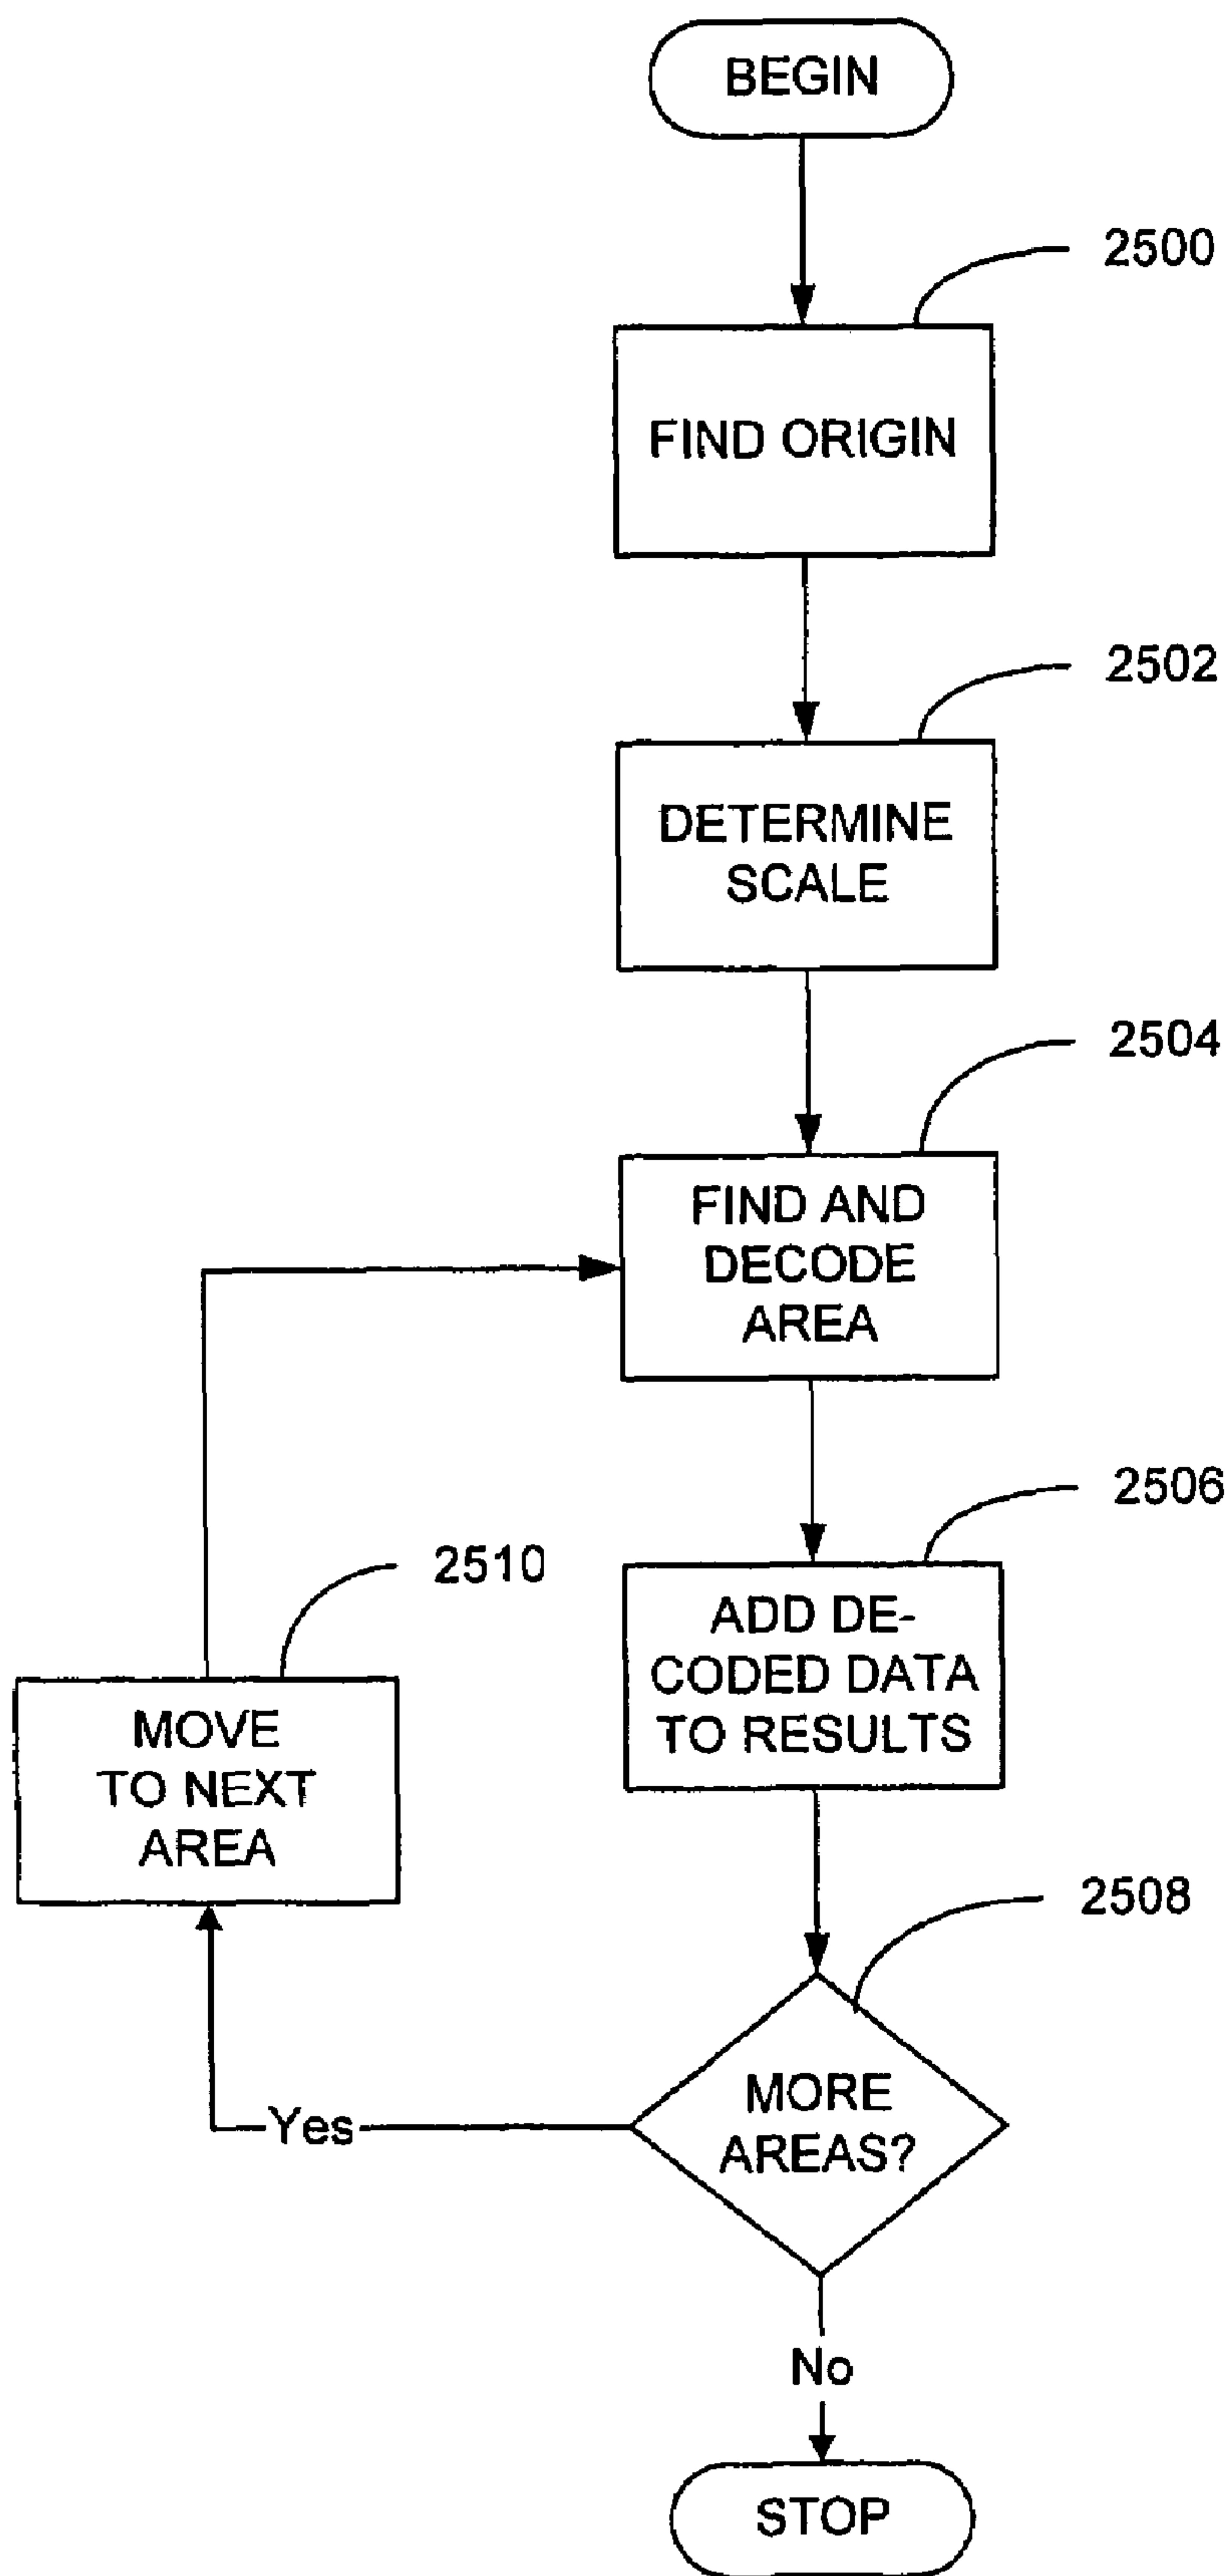 BEGIN
2500
FIND ORIGIN
2502
DETERMINE
SCALE
2504
FIND AND
DECODE
AREA
2506
ADD DE-
CODED DATA
TO RESULTS
2510
MOVE
TO NEXT
AREA
2508
MORE
AREAS?
Yes
No
STOP